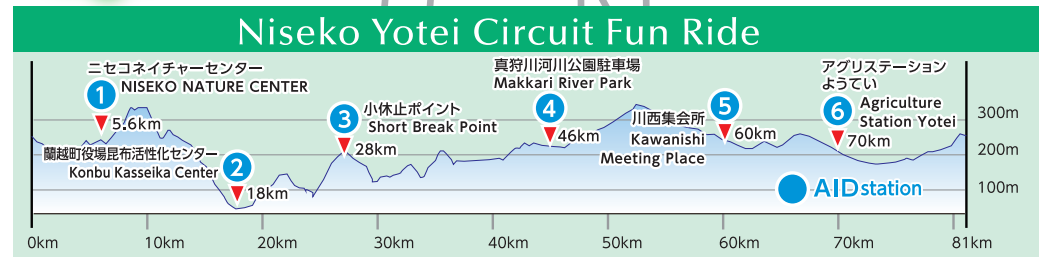 Niseko Yotei Circuit Fun Ride
ニセコネイチャーセンター
NISEKO NATURE CENTER
1
5.6km
蘭越町役場昆布活性化センター
Konbu Kasseika Center
2
18km
3
小休止ポイント
Short Break Point
28km
真狩川河川公園駐車場
Makkari River Park
4
46km
川西集会所
Kawanishi
Meeting Place
5
60km
アグリステーション
ようてい
6
Agriculture
Station Yotei
70km
300m
200m
100m
AID station
0km
10km
20km
30km
40km
50km
60km
70km
81km